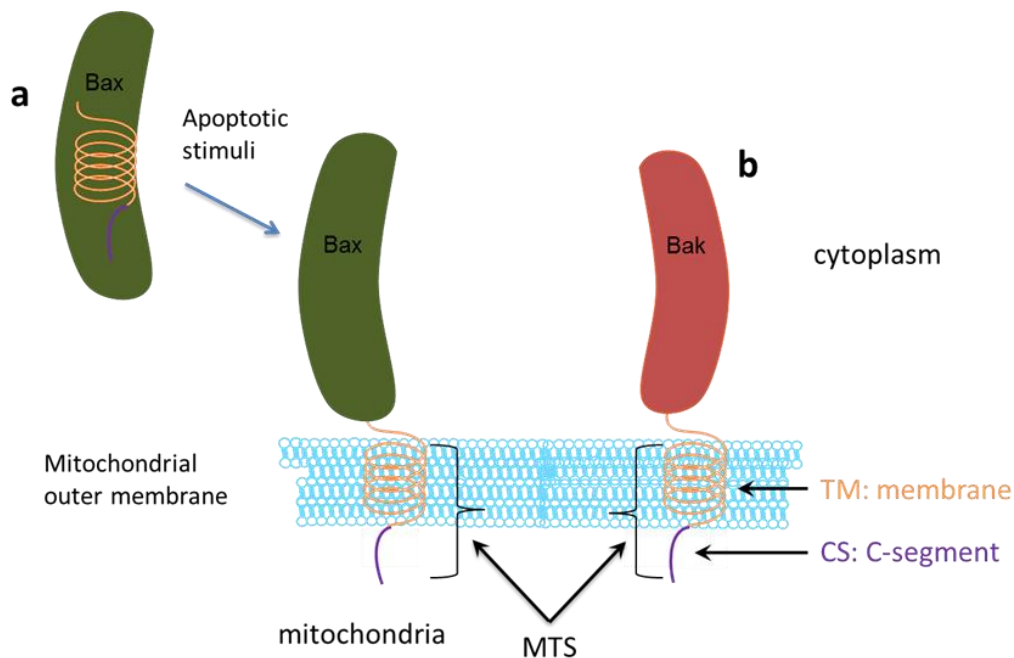 a
Bax
Apoptotic
stimuli
Bax
Bak
b
cytoplasm
Mitochondrial
outer membrane
TM: membrane
CS: C-segment
mitochondria
MTS